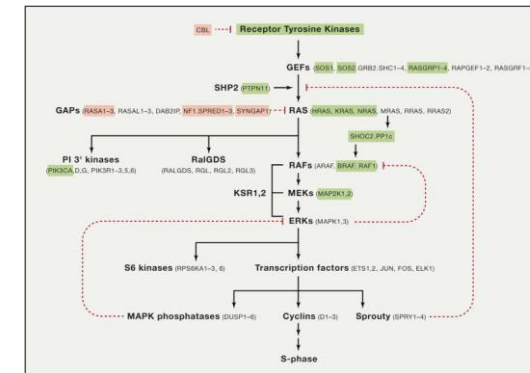 CBL Receptor Tyrosine Kinases
GEFs (SOS1, SOS2, GRB2, SHC1–4, RASGRP1–4, RAPGEF1–2, RASGRF1–
SHP2 (PTPN11)
GAPs (RASA1–3, RASAL1–3, DAB2IP, NF1, SPRED1–3, SYNGAP1) RAS (HRAS, KRAS, NRAS, MRAS, RRAS, RRAS2)
SHOC2, PP1c
PI 3' kinases RalGDS RAFs (ARAF, BRAF, RAF1)
(PIK3CA,D,G, PIK3R1–3,5,6) (RALGDS, RGL, RGL2, RGL3)
KSR1,2 MEKs (MAP2K1,2)
ERKs (MAPK1,3)
S6 kinases (RPS6KA1–3, 6) Transcription factors (ETS1,2, JUN, FOS, ELK1)
MAPK phosphatases (DUSP1–6) Cyclins (D1–3) Sprouty (SPRY1–4)
S-phase